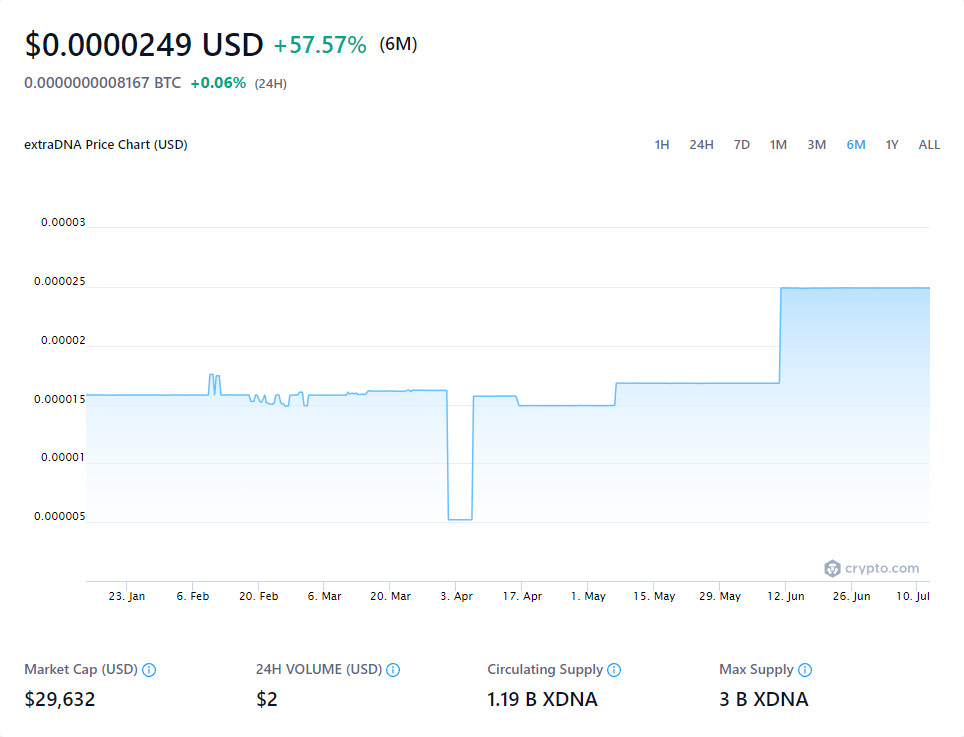 $0.0000249 USD +57.57% (6M)
0.0000000008167 BTC +0.06% (24H)
extraDNA Price Chart (USD) 1H 24H 7D 1M 3M 6M 1Y ALL
0.00003
0.000025
0.00002
0.000015
0.00001
0.000005
crypto.com
23. Jan 6. Feb 20. Feb 6. Mar 20. Mar 3. Apr 17. Apr 1. May 15. May 29. May 12. Jun 26. Jun 10. Jul
Market Cap (USD) 24H VOLUME (USD) Circulating Supply Max Supply
$29,632 $2 1.19 B XDNA 3 B XDNA